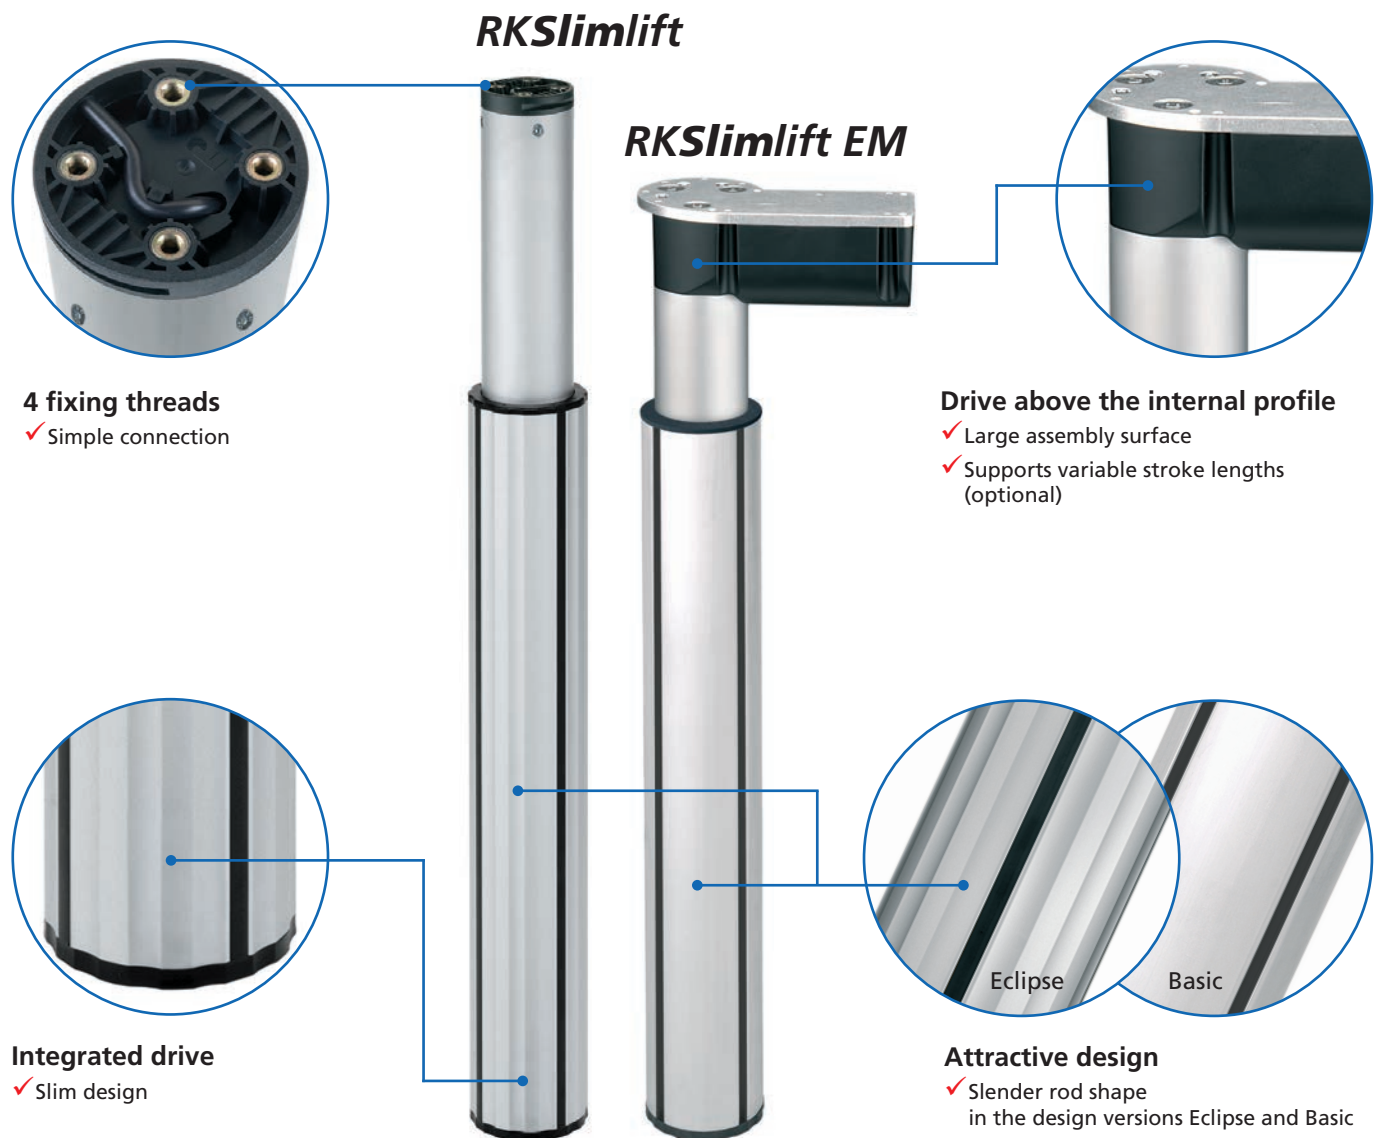 RKSlimlift
RKSlimlift EM
4 fixing threads
Simple connection
Drive above the internal profile
Large assembly surface
Supports variable stroke lengths
(optional)
Integrated drive
Slim design
Eclipse
Basic
Attractive design
Slender rod shape
in the design versions Eclipse and Basic